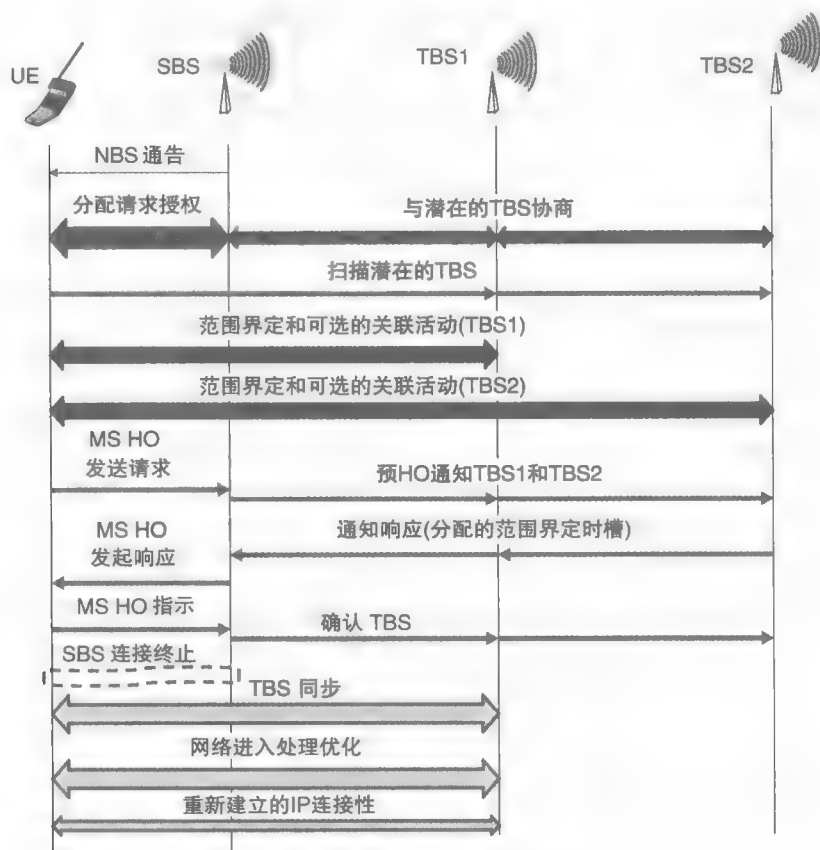 UE
SBS
TBS1
TBS2
NBS 通告
分配请求授权
与潜在的TBS协商
扫描潜在的TBS
范围界定和可选的关联活动(TBS1)
范围界定和可选的关联活动(TBS2)
MS HO
发送请求
预HO通知TBS1和TBS2
MS HO
发起响应
通知响应(分配的范围界定时槽)
MS HO 指示
确认 TBS
SBS 连接终止
TBS 同步
网络进入处理优化
重新建立的IP连接性